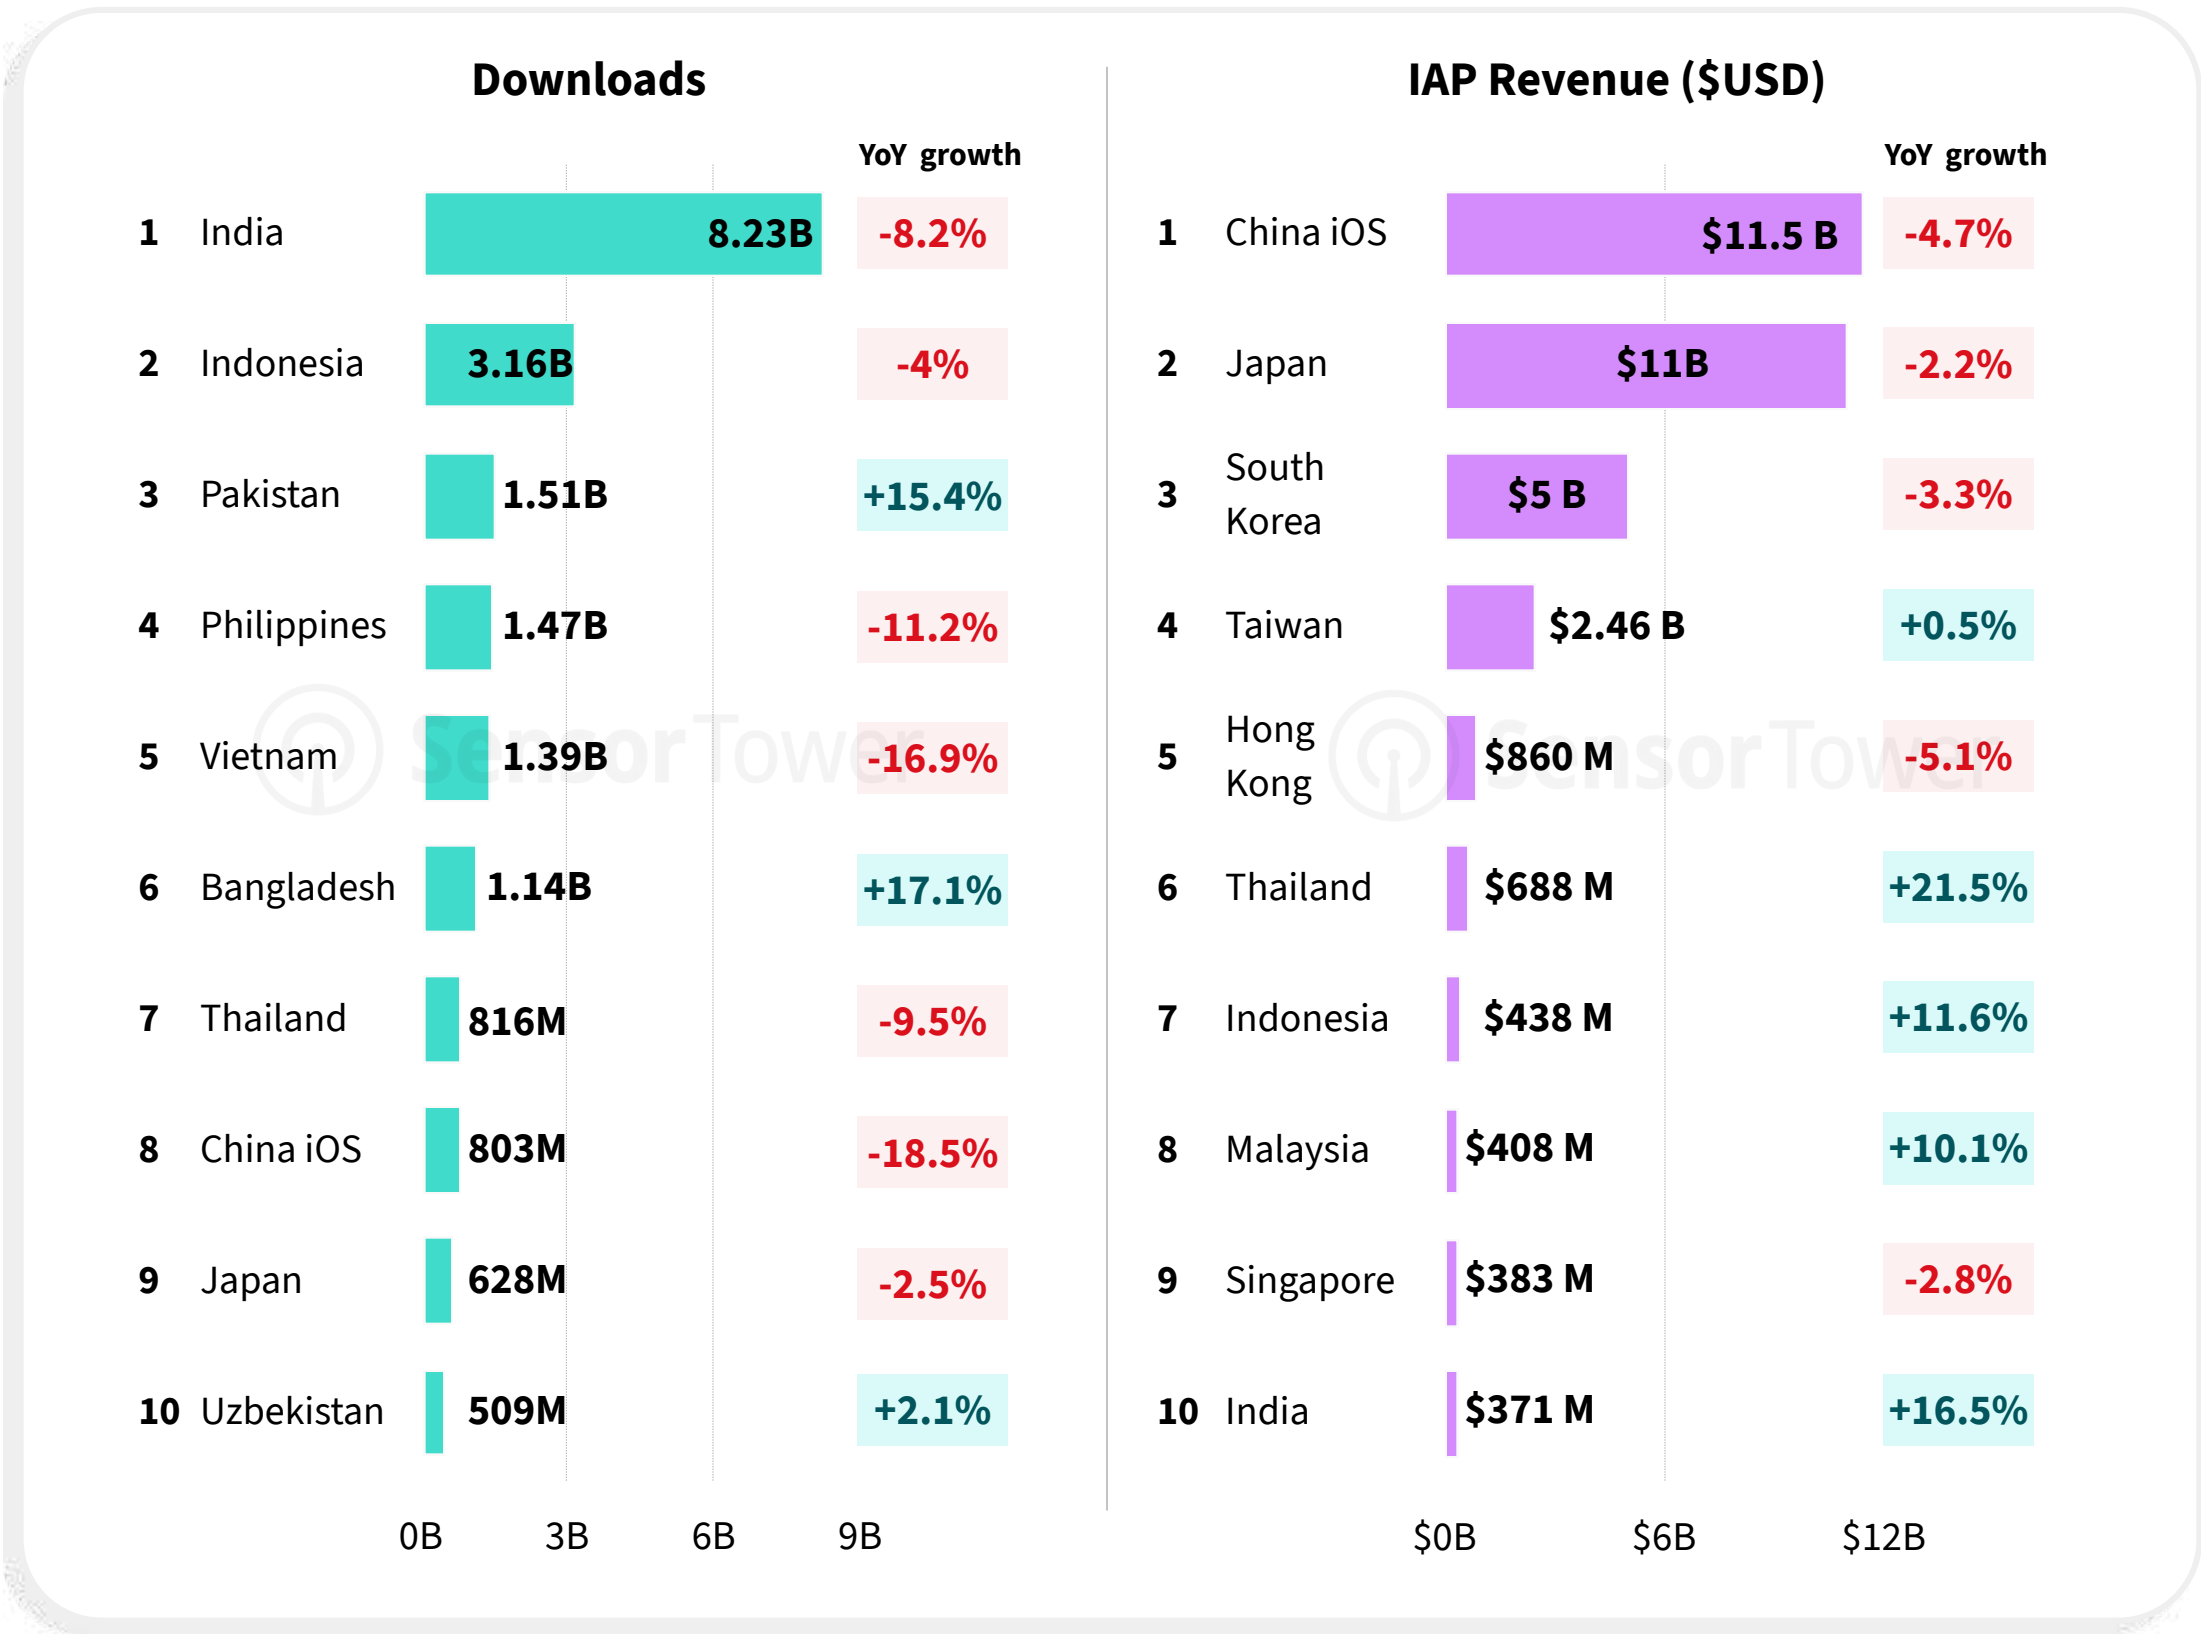 Downloads
YoY growth
1 India 8.23B -8.2%
2 Indonesia 3.16B -4%
3 Pakistan 1.51B +15.4%
4 Philippines 1.47B -11.2%
5 Vietnam 1.39B -16.9%
6 Bangladesh 1.14B +17.1%
7 Thailand 816M -9.5%
8 China iOS 803M -18.5%
9 Japan 628M -2.5%
10 Uzbekistan 509M +2.1%
0B 3B 6B 9B
SensorTower
IAP Revenue ($USD)
YoY growth
1 China iOS $11.5 B -4.7%
2 Japan $11B -2.2%
3 South
Korea $5 B -3.3%
4 Taiwan $2.46 B +0.5%
5 Hong
Kong $860 M -5.1%
6 Thailand $688 M +21.5%
7 Indonesia $438 M +11.6%
8 Malaysia $408 M +10.1%
9 Singapore $383 M -2.8%
10 India $371 M +16.5%
$0B $6B $12B
SensorTower